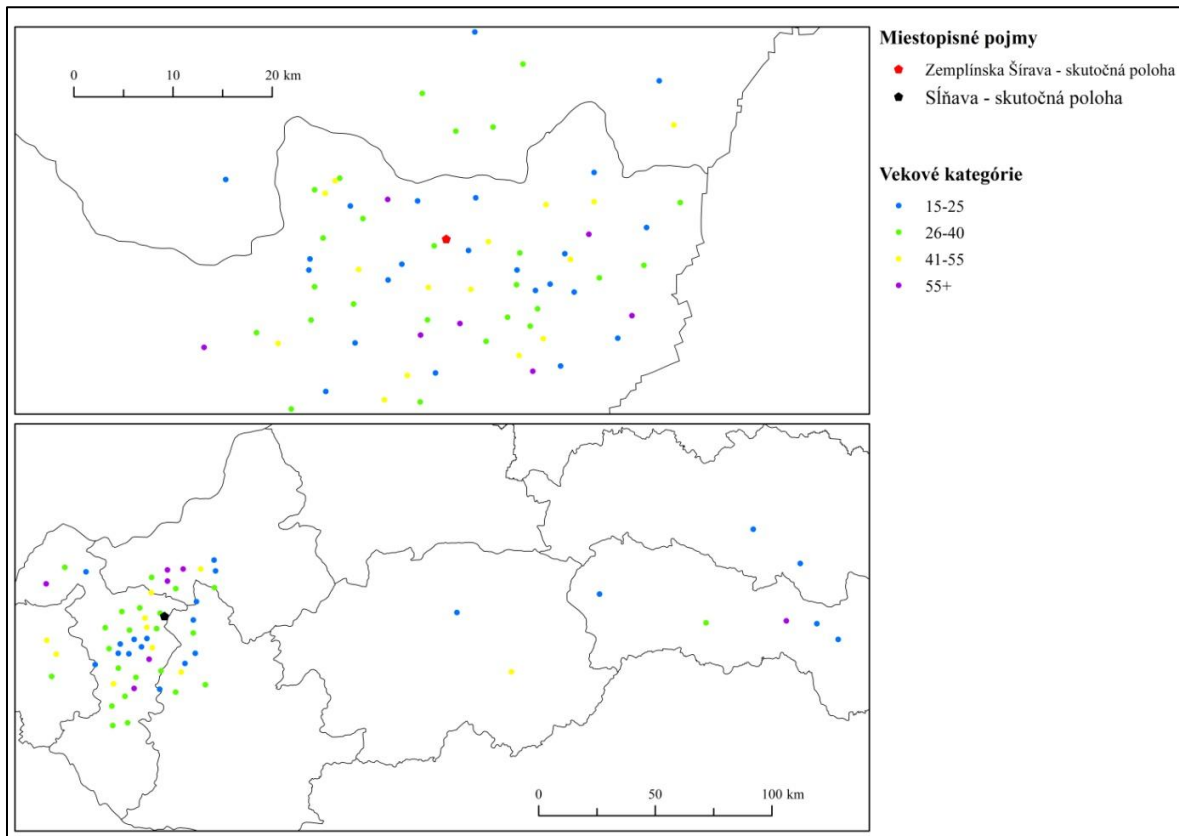 0 10 20 km
Miestopisné pojmy
Zemplínska Šírava - skutočná poloha
Sĺňava - skutočná poloha
Vekové kategórie
15-25
26-40
41-55
55+
0 50 100 km